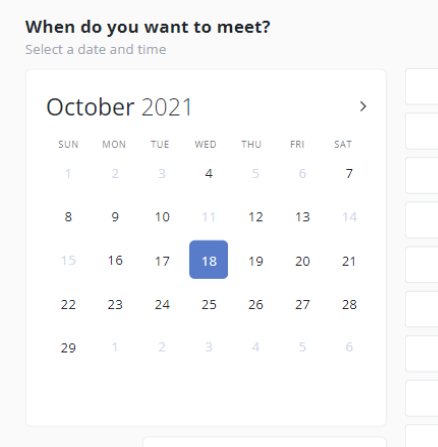 When do you want to meet?
Select a date and time
October 2021
SUN MON TUE WED THU FRI SAT
1 2 3 4 5 6 7
8 9 10 11 12 13 14
15 16 17 18 19 20 21
22 23 24 25 26 27 28
29 1 2 3 4 5 6